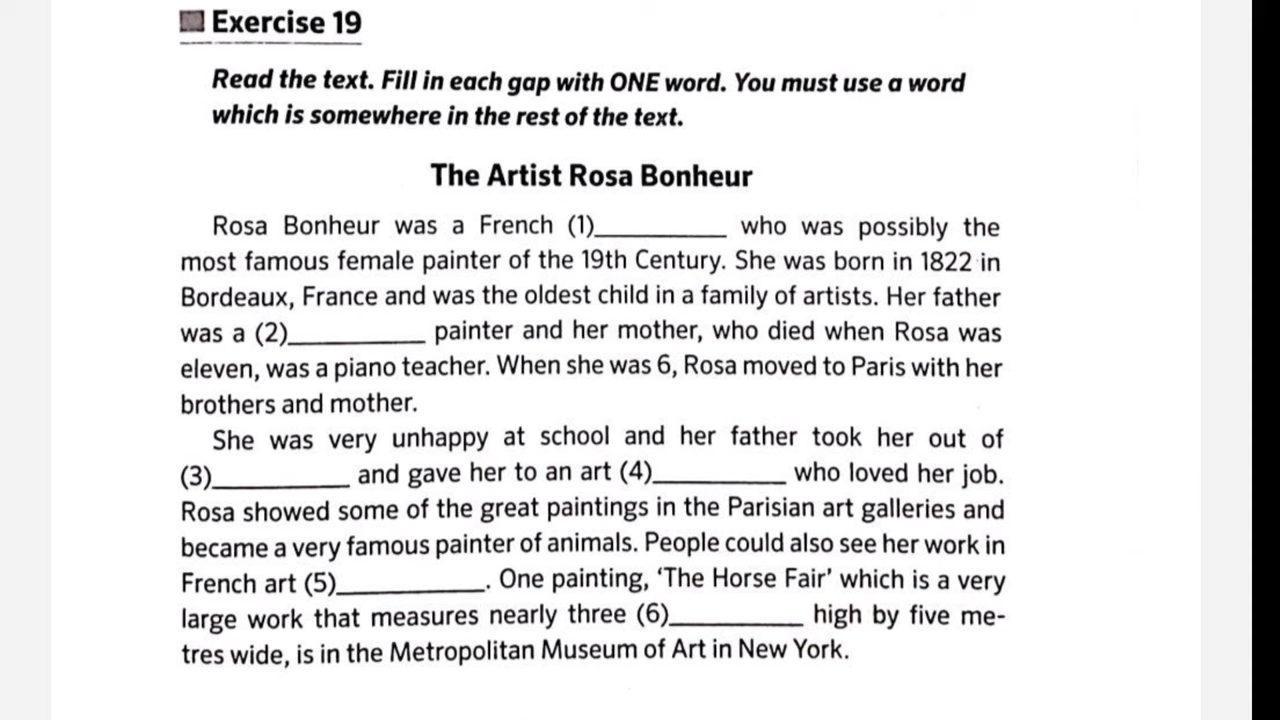 Exercise 19
Read the text. Fill in each gap with ONE word. You must use a word
which is somewhere in the rest of the text.
The Artist Rosa Bonheur
Rosa Bonheur was a French (1)__________ who was possibly the
most famous female painter of the 19th Century. She was born in 1822 in
Bordeaux, France and was the oldest child in a family of artists. Her father
was a (2)__________ painter and her mother, who died when Rosa was
eleven, was a piano teacher. When she was 6, Rosa moved to Paris with her
brothers and mother.
She was very unhappy at school and her father took her out of
(3)__________ and gave her to an art (4)__________ who loved her job.
Rosa showed some of the great paintings in the Parisian art galleries and
became a very famous painter of animals. People could also see her work in
French art (5)__________. One painting, ‘The Horse Fair’ which is a very
large work that measures nearly three (6)__________ high by five me-
tres wide, is in the Metropolitan Museum of Art in New York.